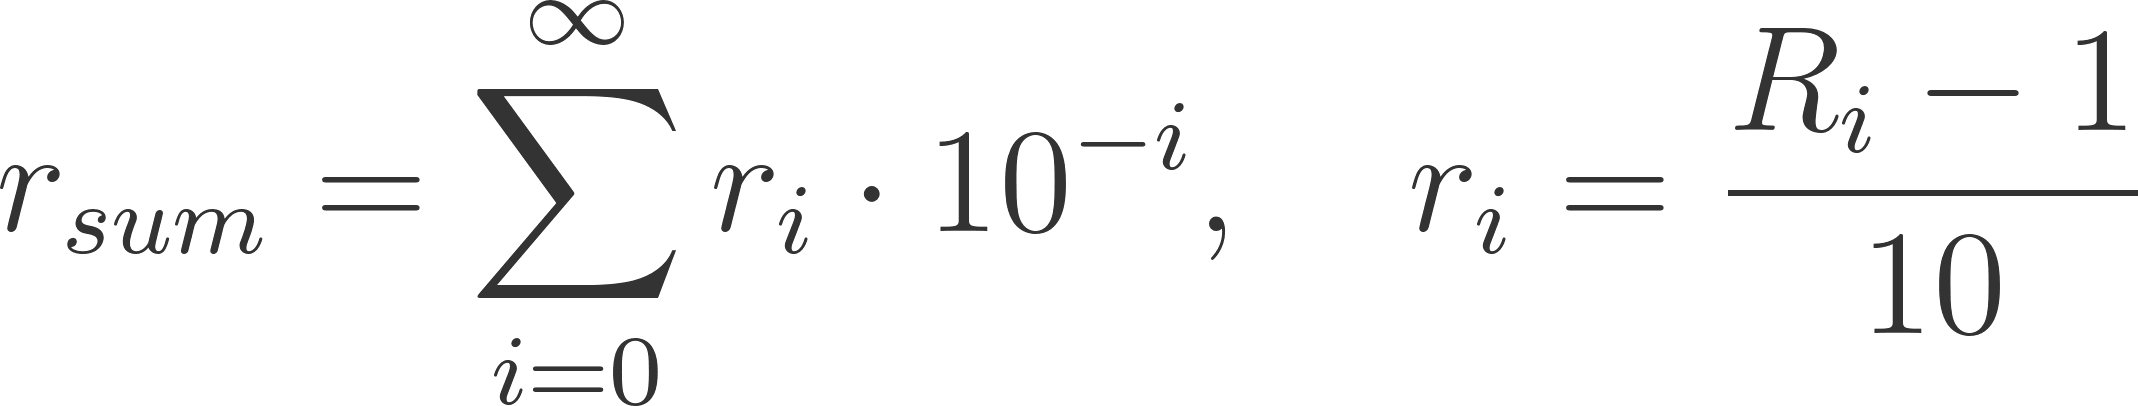 r_{sum} = \sum_{i=0}^{\infty} r_i \cdot 10^{-i}, \quad r_i = \frac{R_i - 1}{10}